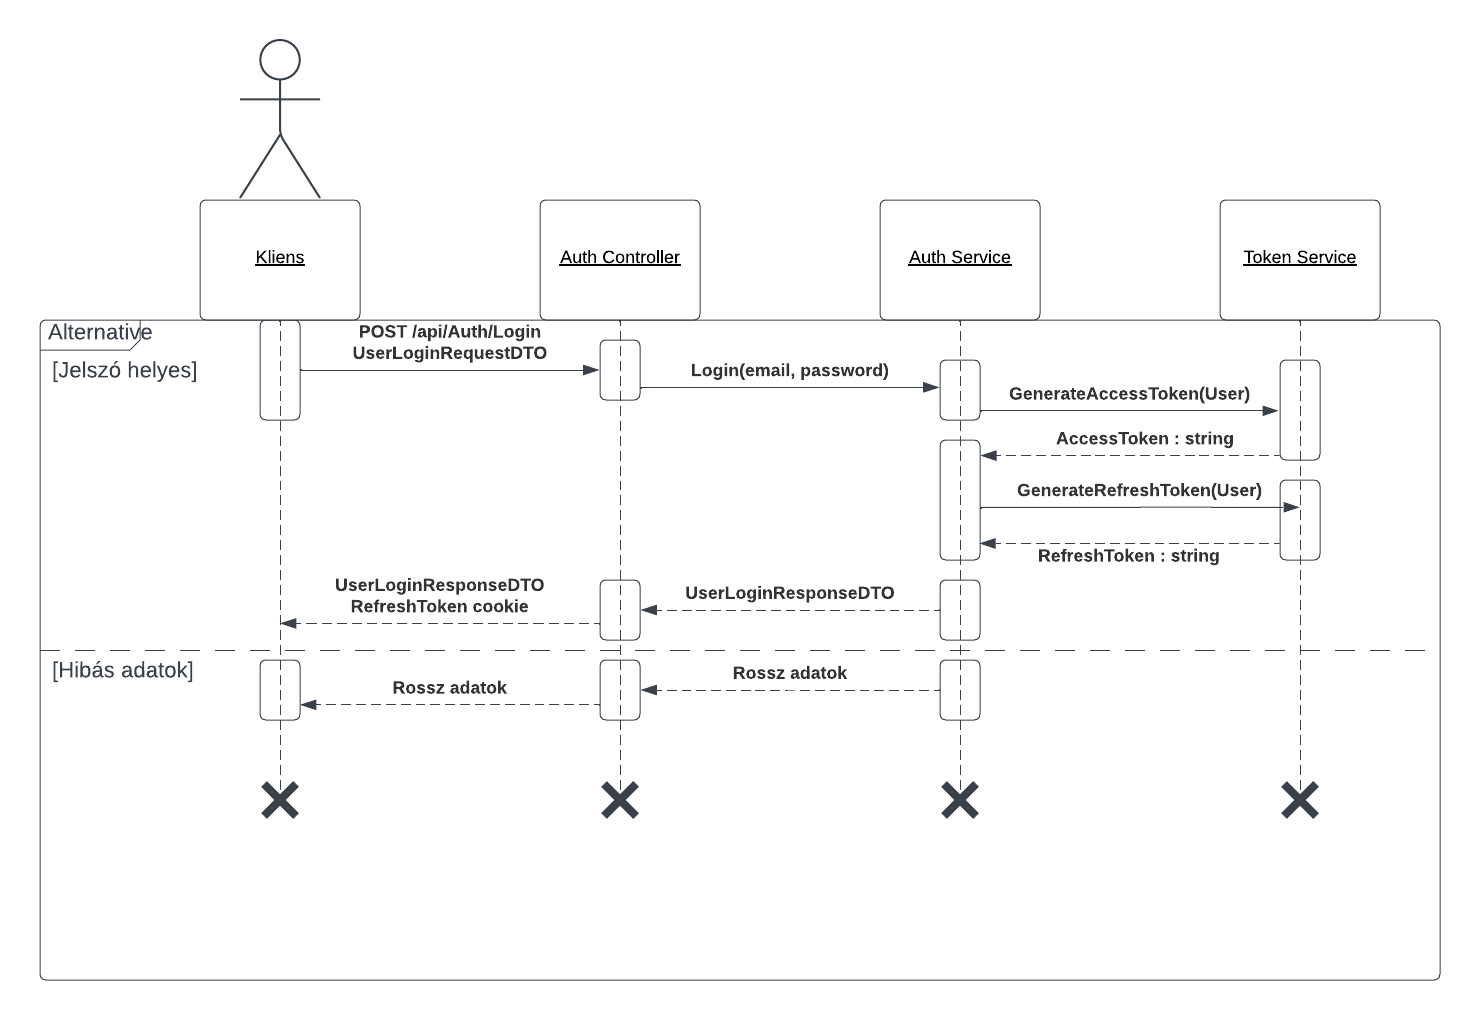 Kliens
Auth Controller
Auth Service
Token Service
Alternative
[Jelszó helyes]
POST /api/Auth/Login
UserLoginRequestDTO
Login(email, password)
GenerateAccessToken(User)
AccessToken : string
GenerateRefreshToken(User)
RefreshToken : string
UserLoginResponseDTO
UserLoginResponseDTO
RefreshToken cookie
[Hibás adatok]
Rossz adatok
Rossz adatok